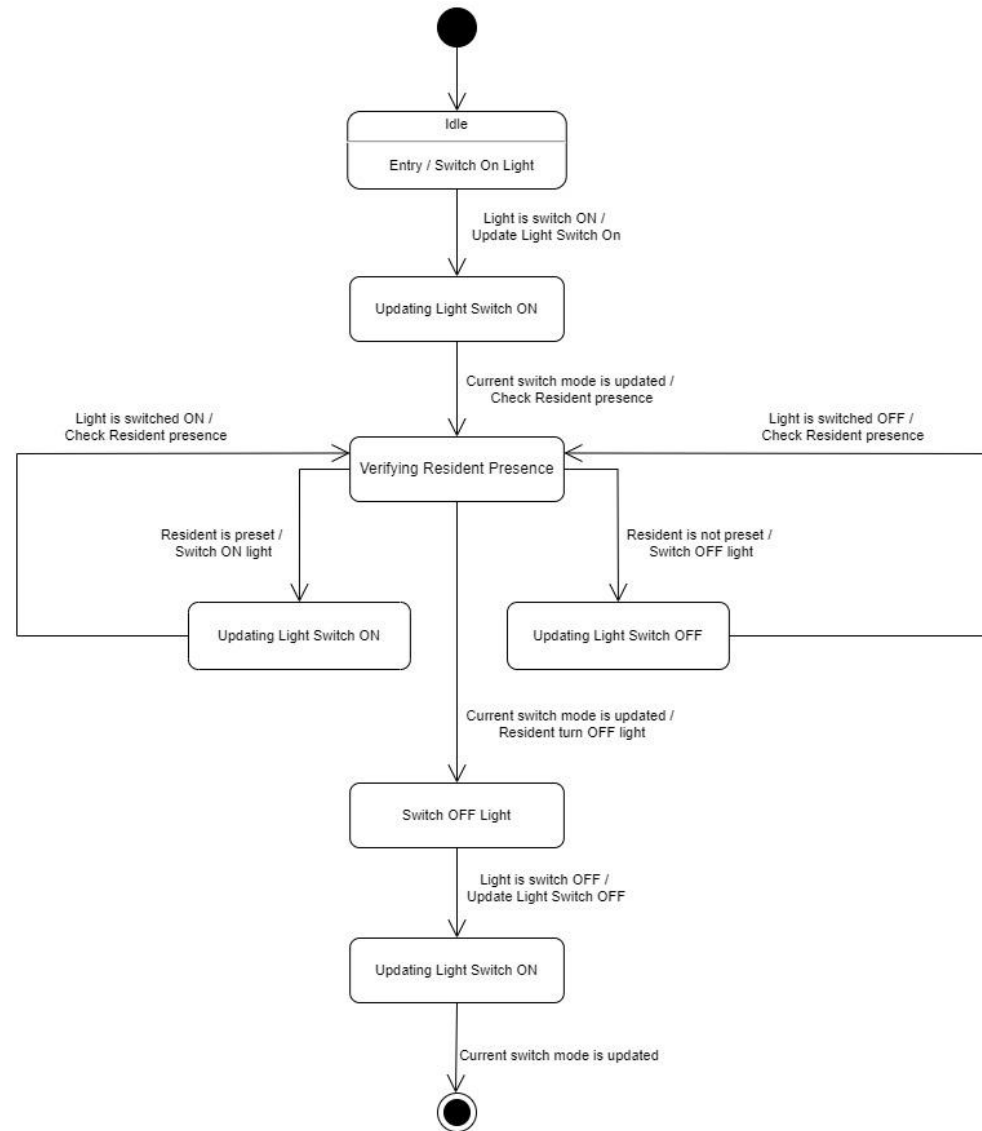 Idle
Entry / Switch On Light
Light is switch ON /
Update Light Switch On
Updating Light Switch ON
Current switch mode is updated /
Check Resident presence
Light is switched ON /
Check Resident presence
Light is switched OFF /
Check Resident presence
Verifying Resident Presence
Resident is preset /
Switch ON light
Resident is not preset /
Switch OFF light
Updating Light Switch ON
Updating Light Switch OFF
Current switch mode is updated /
Resident turn OFF light
Switch OFF Light
Light is switch OFF /
Update Light Switch OFF
Updating Light Switch ON
Current switch mode is updated